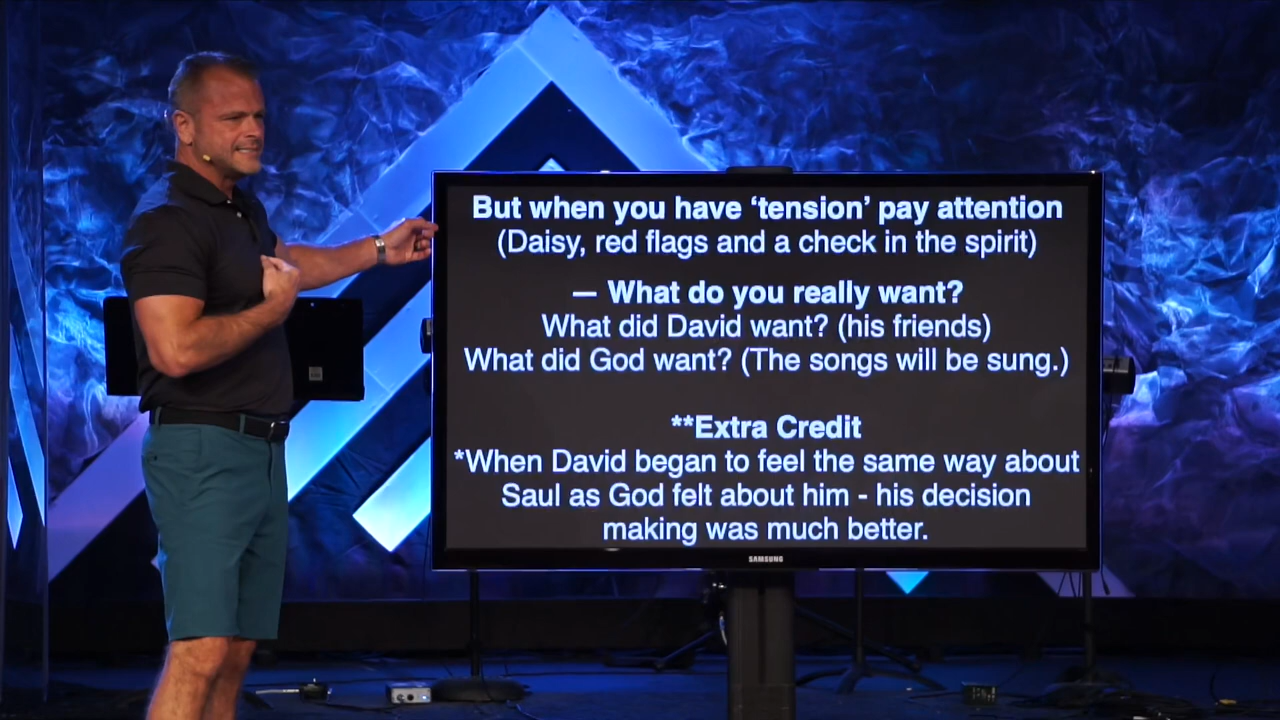 But when you have ‘tension’ pay attention
(Daisy, red flags and a check in the spirit)
— What do you really want?
What did David want? (his friends)
What did God want? (The songs will be sung.)
**Extra Credit
*When David began to feel the same way about
Saul as God felt about him - his decision
making was much better.
SAMSUNG